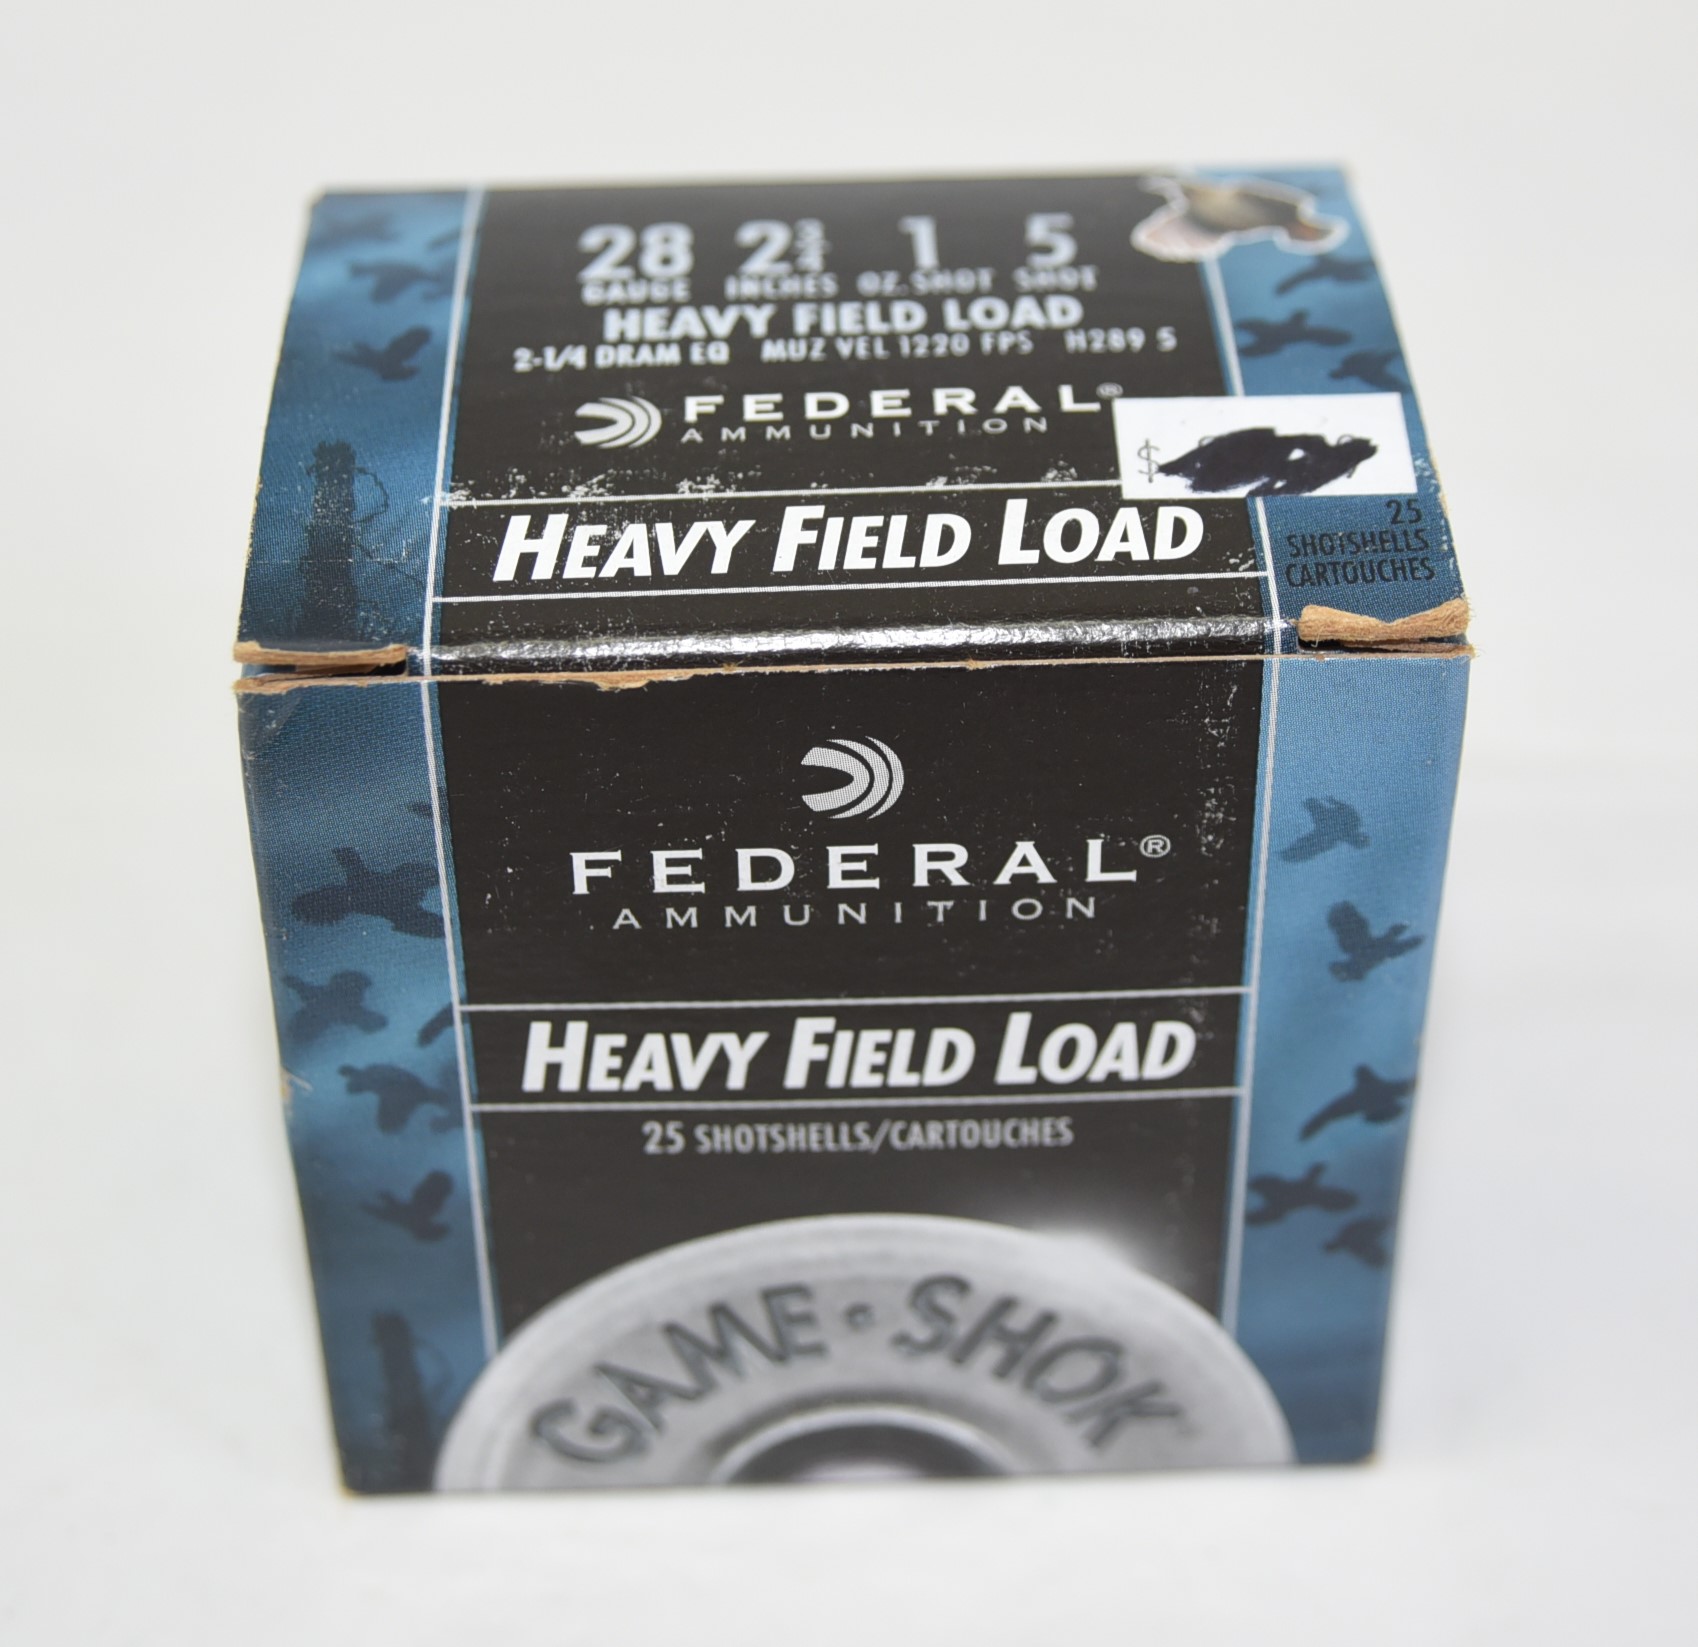 28 2 3/4 1 5
GAUGE INCHES OZ. SHOT SHOT
HEAVY FIELD LOAD
2-1/4 DRAM EQ MUZ VEL 1220 FPS H289 5
FEDERAL®
AMMUNITION
$
HEAVY FIELD LOAD
25
SHOTSHELLS
CARTOUCHES
FEDERAL®
AMMUNITION
HEAVY FIELD LOAD
25 SHOTSHELLS/CARTOUCHES
GAME·SHOK